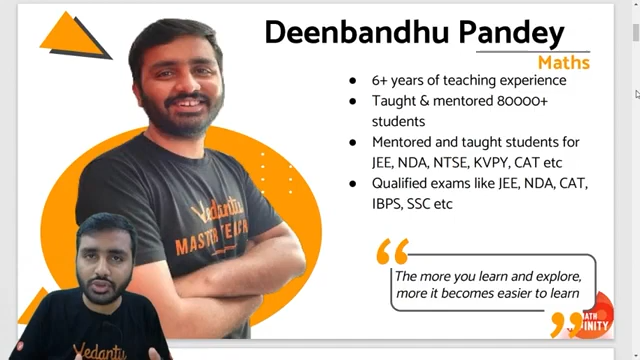 Deenbandhu Pandey
Maths
● 6+ years of teaching experience
● Taught & mentored 80000+
students
● Mentored and taught students for
JEE, NDA, NTSE, KVPY, CAT etc
● Qualified exams like JEE, NDA, CAT,
IBPS, SSC etc
Vedantu
MASTER TEACH
“
The more you learn and explore,
more it becomes easier to learn
”
MATH
Vedantu